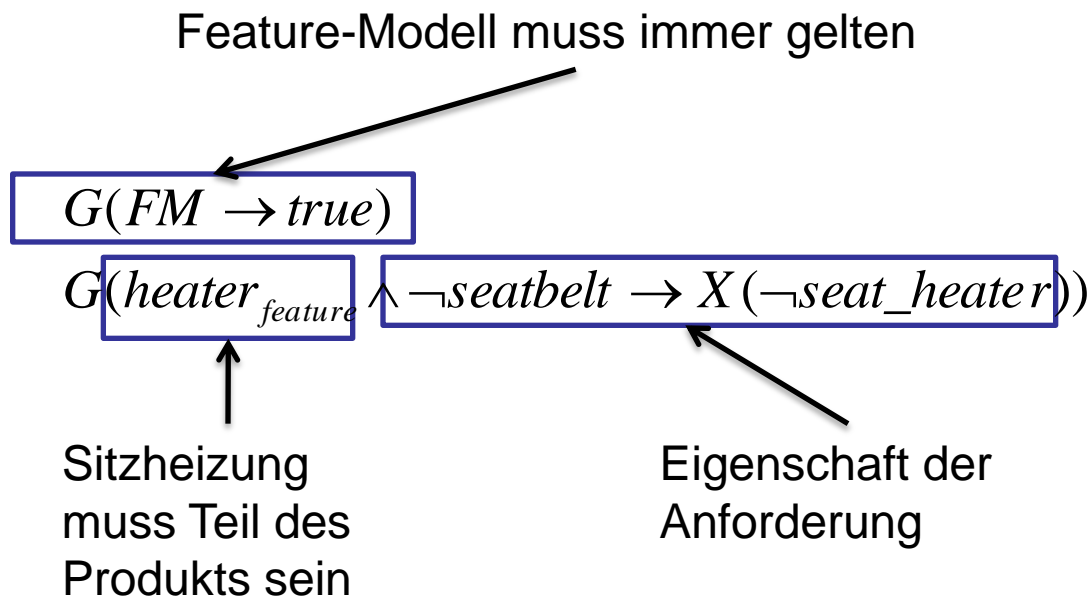 Feature-Modell muss immer gelten
G(FM → true)
G(heater_feature ∧ ¬seatbelt → X(¬seat_heater))
Sitzheizung
muss Teil des
Produkts sein
Eigenschaft der
Anforderung